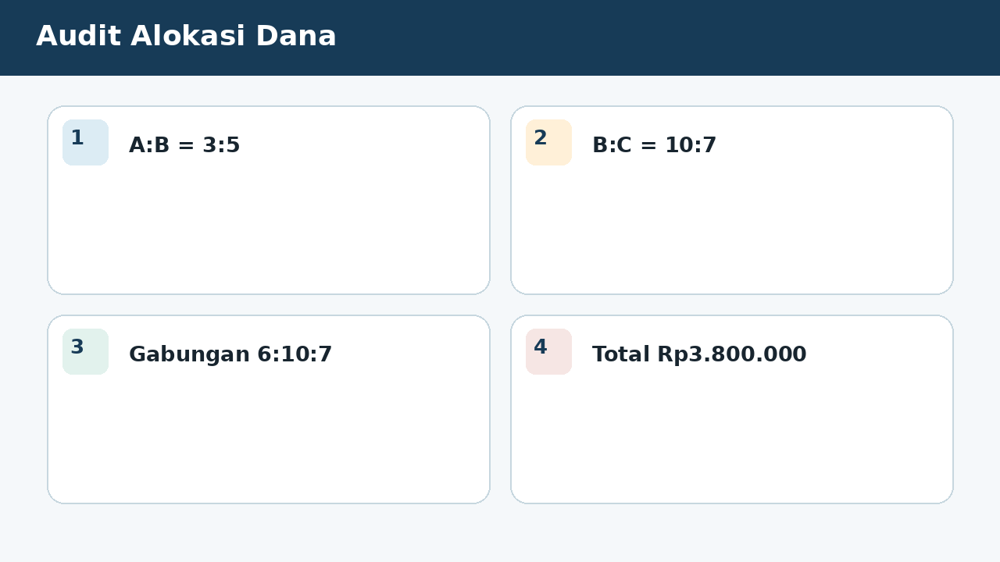 Audit Alokasi Dana
1
A:B = 3:5
2
B:C = 10:7
3
Gabungan 6:10:7
4
Total Rp3.800.000